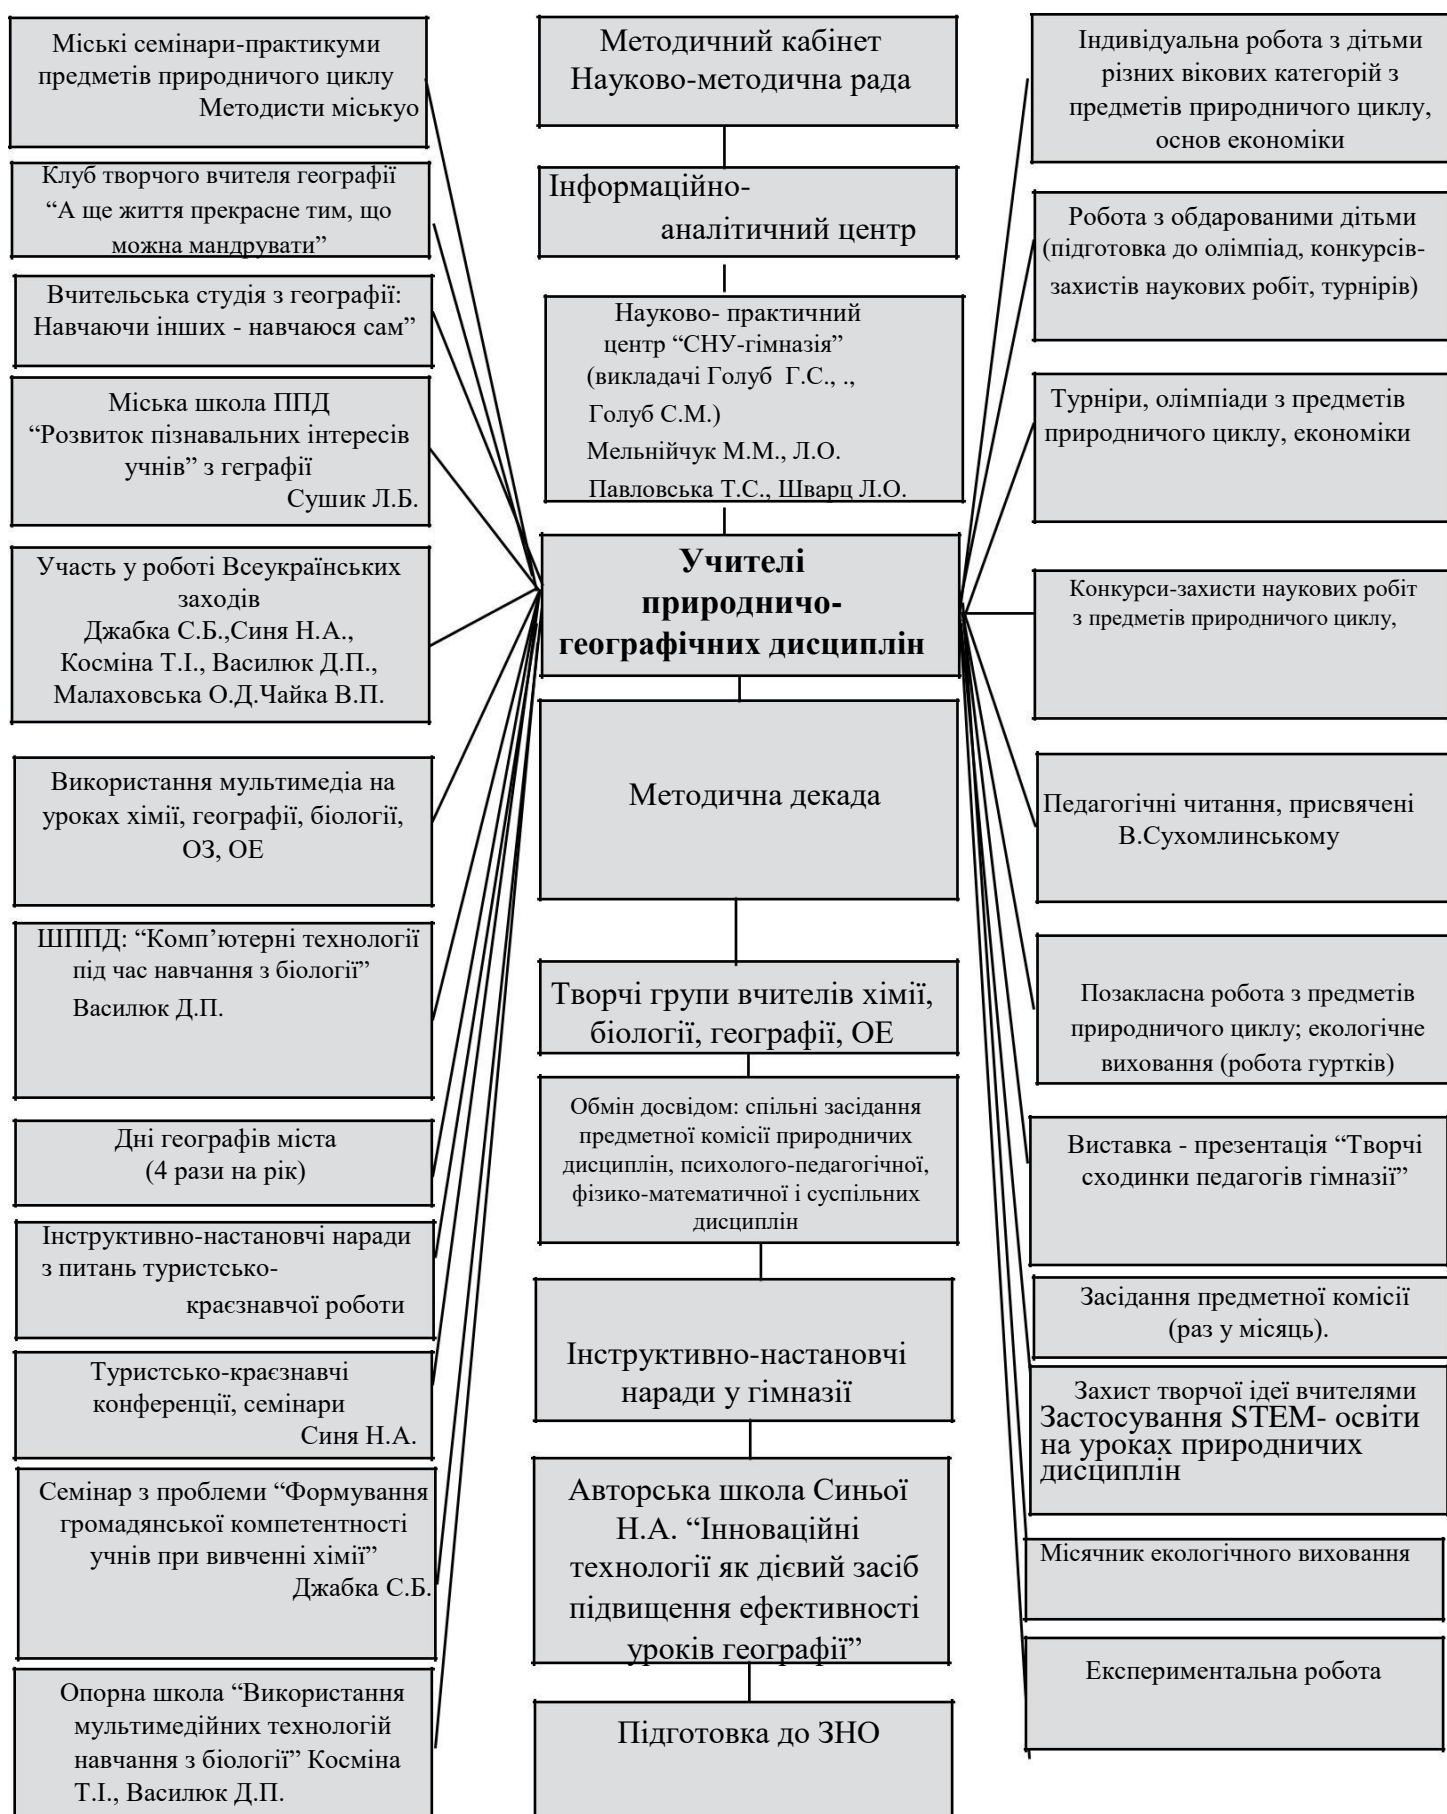 Міські семінари-практикуми
предметів природничого циклу
Методисти міськуо
Клуб творчого вчителя географії
“А ще життя прекрасне тим, що
можна мандрувати”
Вчительська студія з географії:
Навчаючи інших - навчаюся сам”
Міська школа ППД
“Розвиток пізнавальних інтересів
учнів” з геграфії
Сушик Л.Б.
Участь у роботі Всеукраїнських
заходів
Джабка С.Б.,Синя Н.А.,
Косміна Т.І., Василюк Д.П.,
Малаховська О.Д.Чайка В.П.
Використання мультимедіа на
уроках хімії, географії, біології,
ОЗ, ОЕ
ШППД: “Комп’ютерні технології
під час навчання з біології”
Василюк Д.П.
Дні географів міста
(4 рази на рік)
Інструктивно-настановчі наради
з питань туристсько-
краєзнавчої роботи
Туристсько-краєзнавчі
конференції, семінари
Синя Н.А.
Семінар з проблеми “Формування
громадянської компетентності
учнів при вивченні хімії”
Джабка С.Б.
Опорна школа “Використання
мультимедійних технологій
навчання з біології” Косміна
Т.І., Василюк Д.П.
Методичний кабінет
Науково-методична рада
Інформаційно-
аналітичний центр
Науково- практичний
центр “СНУ-гімназія”
(викладачі Голуб Г.С., .,
Голуб С.М.)
Мельнійчук М.М., Л.О.
Павловська Т.С., Шварц Л.О.
Учителі
природничо-
географічних дисциплін
Методична декада
Творчі групи вчителів хімії,
біології, географії, ОЕ
Обмін досвідом: спільні засідання
предметної комісії природничих
дисциплін, психолого-педагогічної,
фізико-математичної і суспільних
дисциплін
Інструктивно-настановчі
наради у гімназії
Авторська школа Синьої
Н.А. “Інноваційні
технології як дієвий засіб
підвищення ефективності
уроків географії”
Підготовка до ЗНО
Індивідуальна робота з дітьми
різних вікових категорій з
предметів природничого циклу,
основ економіки
Робота з обдарованими дітьми
(підготовка до олімпіад, конкурсів-
захистів наукових робіт, турнірів)
Турніри, олімпіади з предметів
природничого циклу, економіки
Конкурси-захисти наукових робіт
з предметів природничого циклу,
Педагогічні читання, присвячені
В.Сухомлинському
Позакласна робота з предметів
природничого циклу; екологічне
виховання (робота гуртків)
Виставка - презентація “Творчі
сходинки педагогів гімназії”
Засідання предметної комісії
(раз у місяць).
Захист творчої ідеї вчителями
Застосування STEM- освіти
на уроках природничих
дисциплін
Місячник екологічного виховання
Експериментальна робота